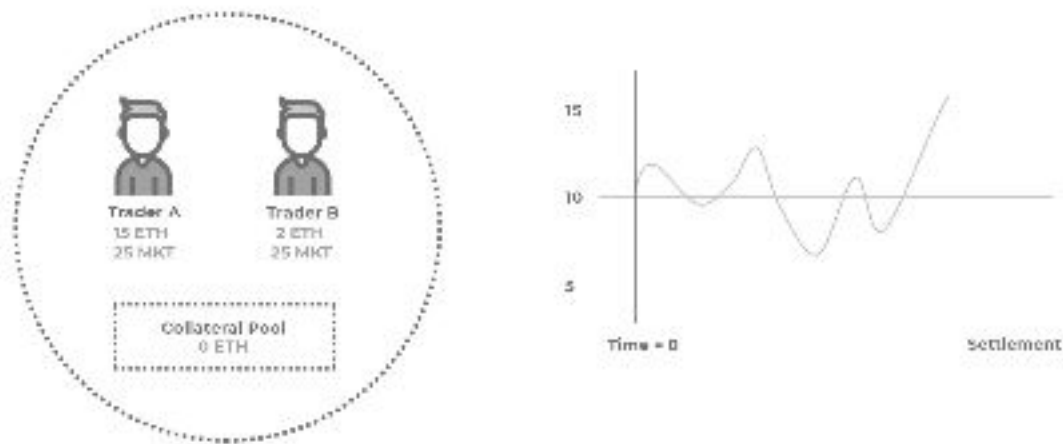 Trader A
15 ETH
25 MKT
Trader B
2 ETH
25 MKT
Collateral Pool
0 ETH
15
10
5
Time = 0
Settlement